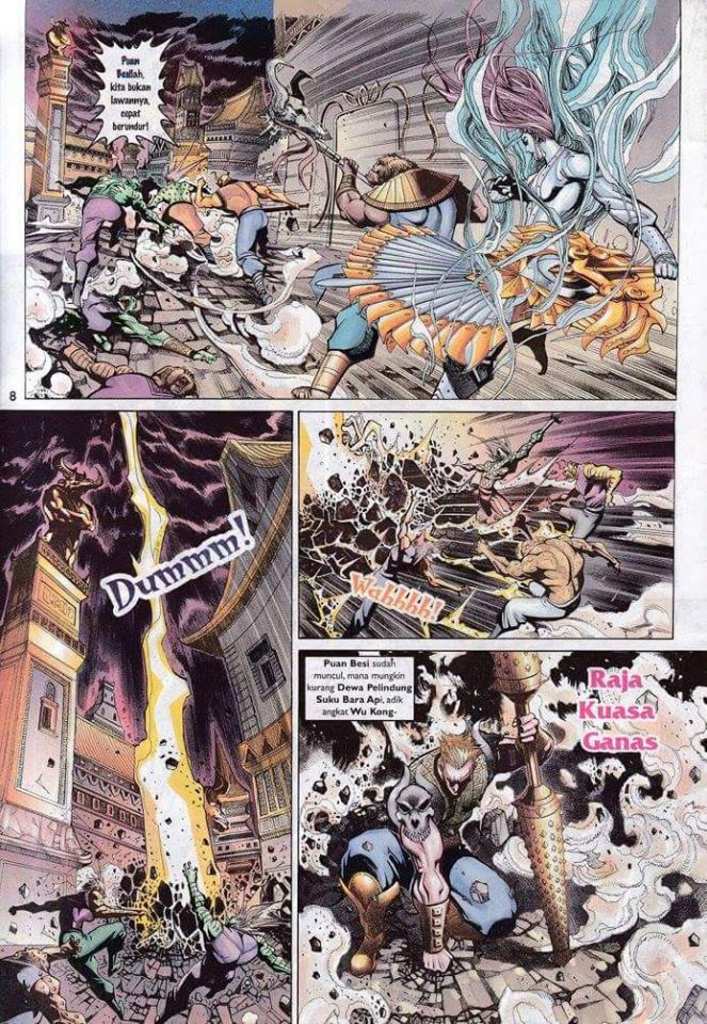 Puan
Besilah,
kita bukan
lawannya,
cepat
berundur!
8
Dummm!
Wahhhh!
Puan Besi sudah
muncul, mana mungkin
kurang Dewa Pelindung
Suku Bara Api, adik
angkat Wu Kong-
Raja
Kuasa
Ganas